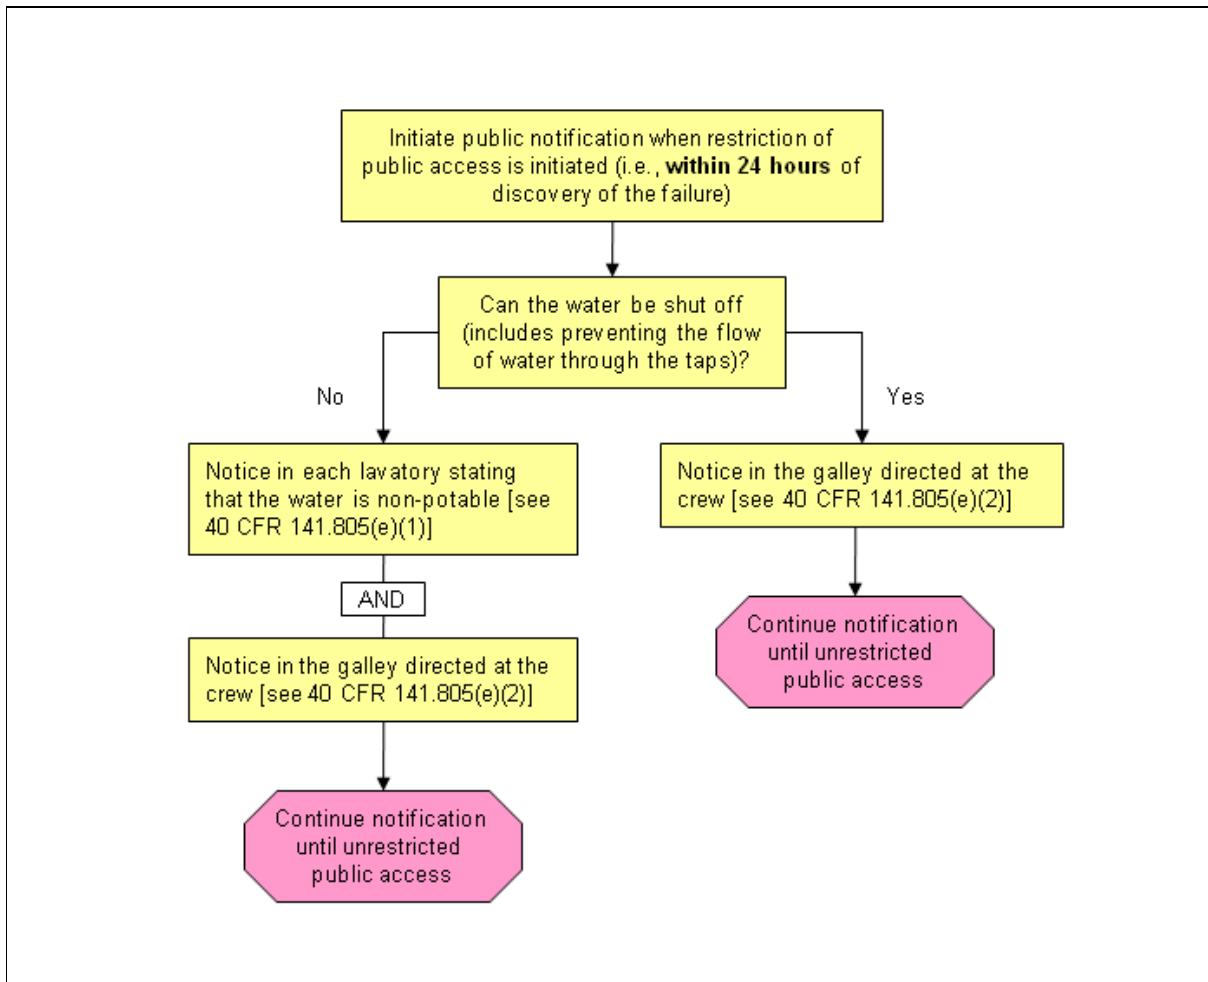 Initiate public notification when restriction of
public access is initiated (i.e., within 24 hours of
discovery of the failure)
Can the water be shut off
(includes preventing the flow
of water through the taps)?
No
Yes
Notice in each lavatory stating
that the water is non-potable [see
40 CFR 141.805(e)(1)]
AND
Notice in the galley directed at the
crew [see 40 CFR 141.805(e)(2)]
Continue notification
until unrestricted
public access
Notice in the galley directed at the
crew [see 40 CFR 141.805(e)(2)]
Continue notification
until unrestricted
public access